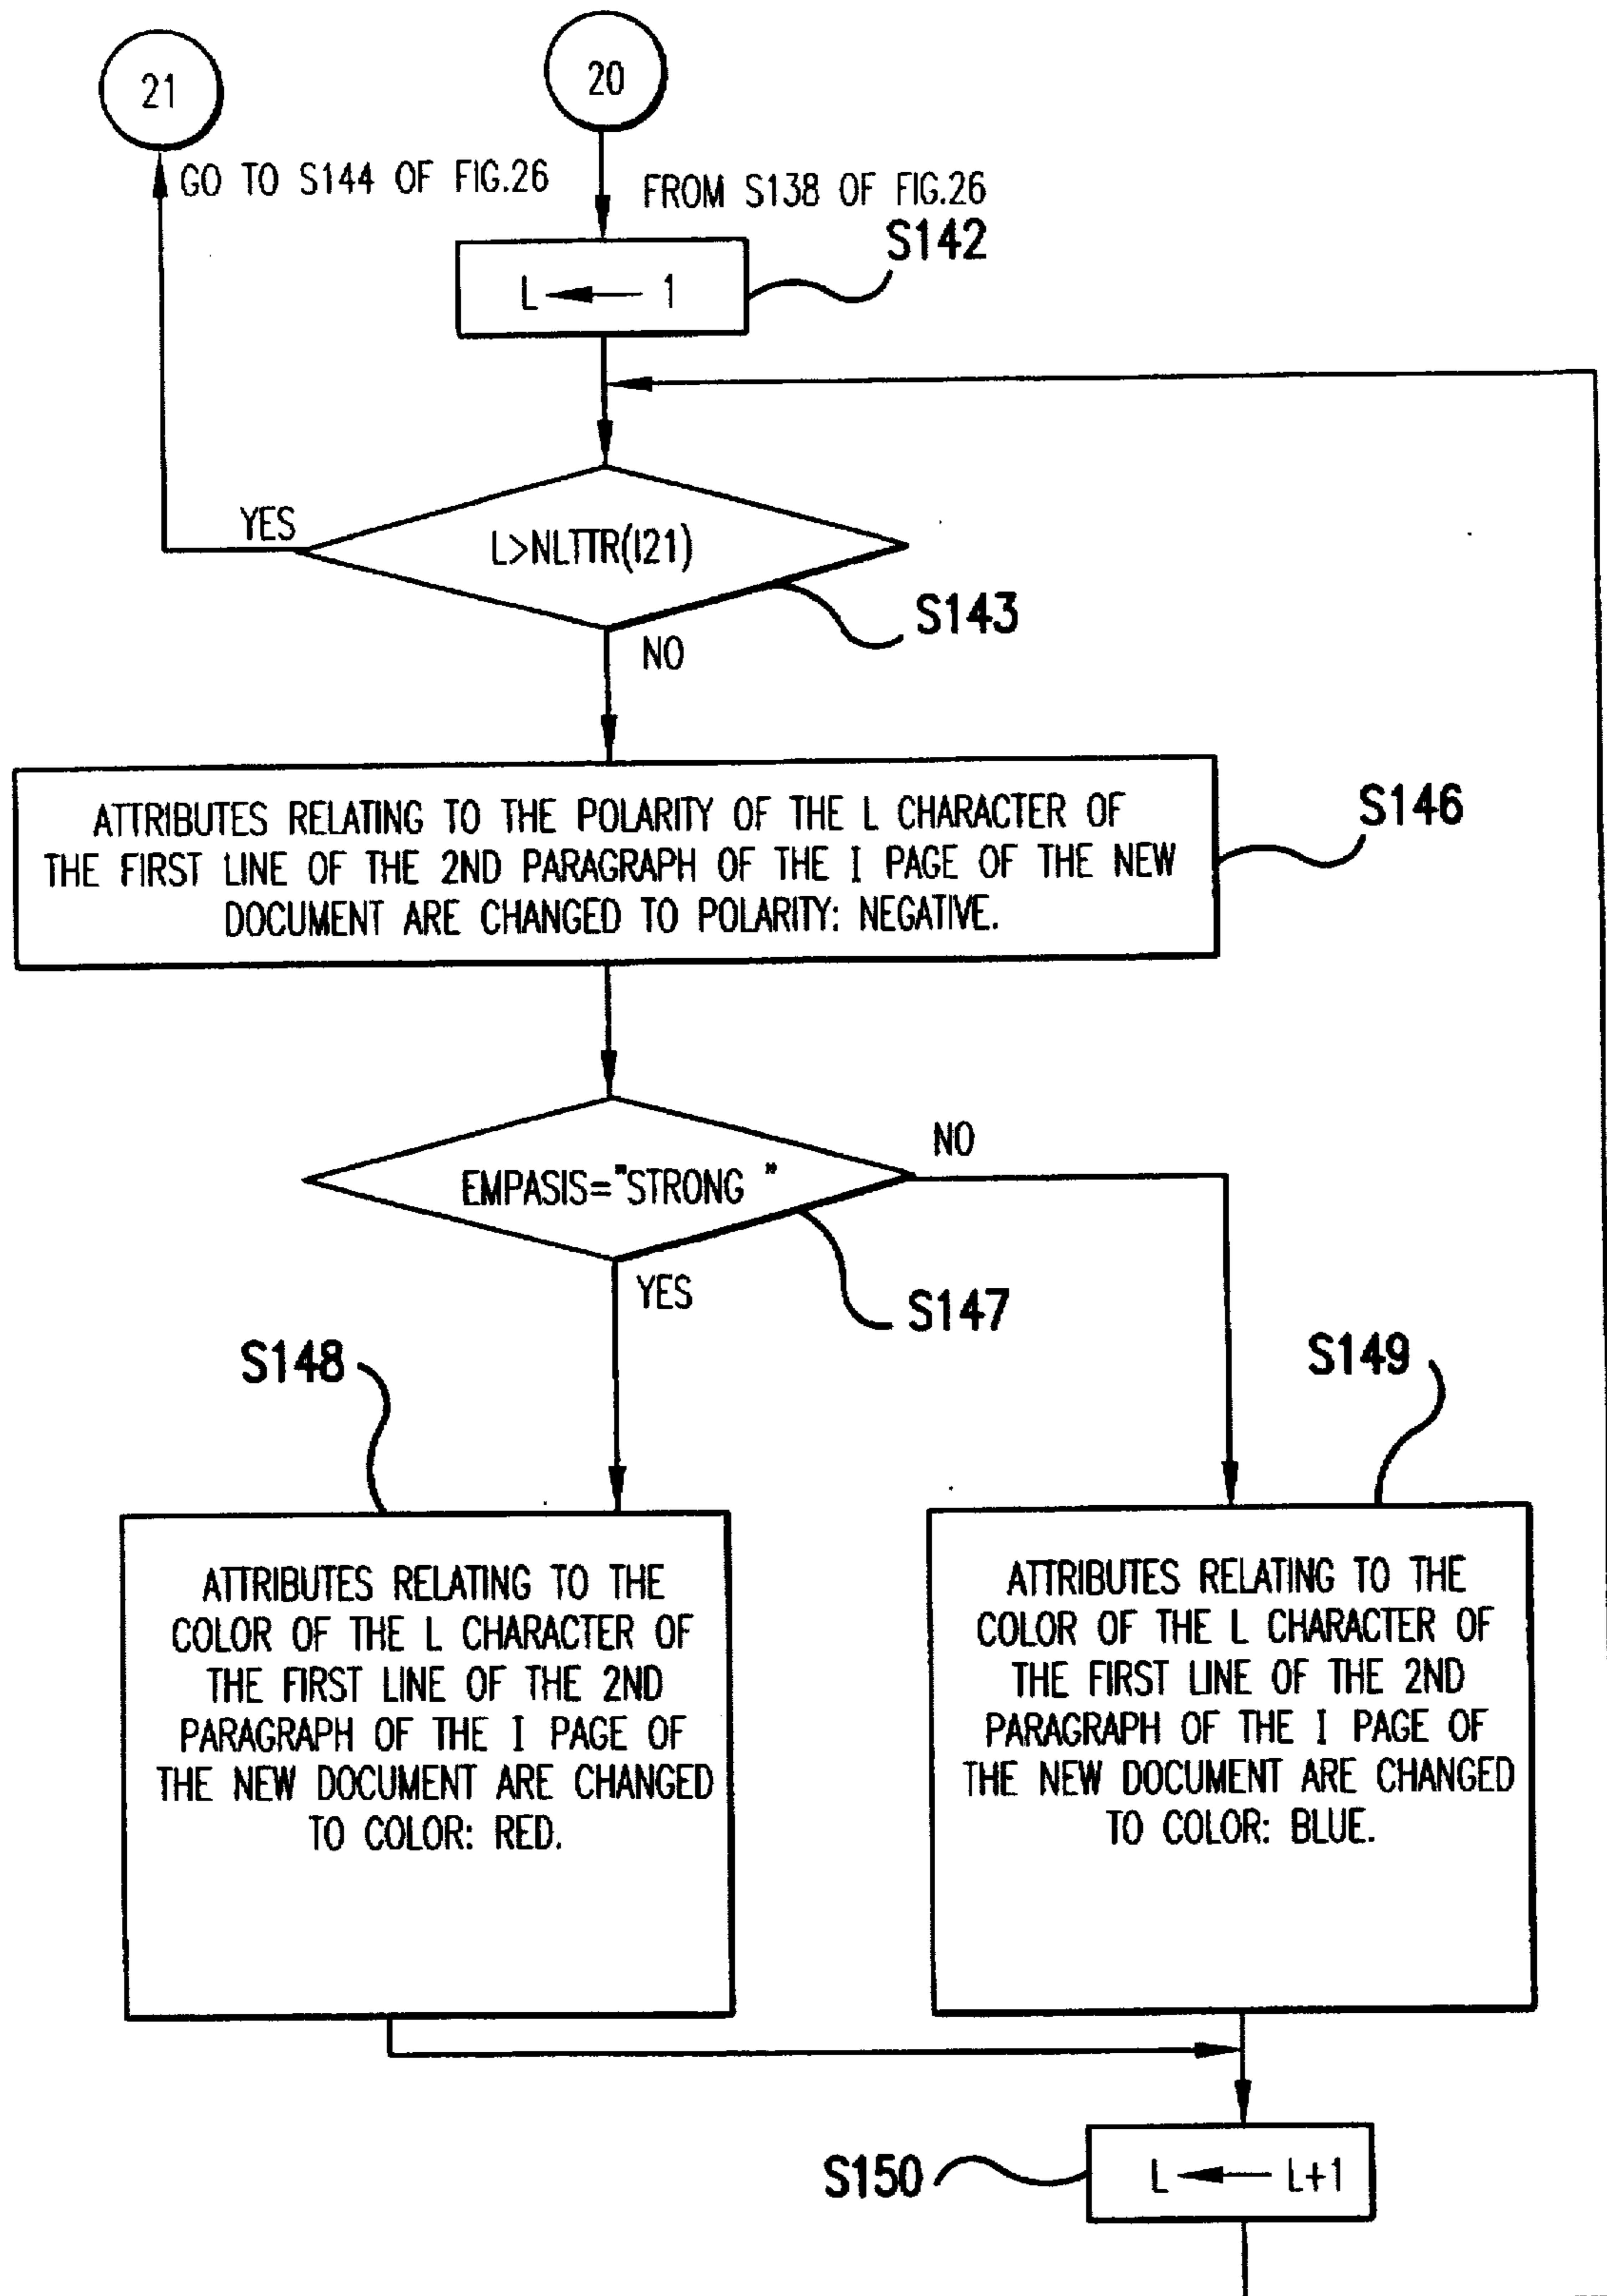 21
20
GO TO S144 OF FIG.26
FROM S138 OF FIG.26
S142
L ← 1
YES
L>NLTTR(I21)
S143
NO
ATTRIBUTES RELATING TO THE POLARITY OF THE L CHARACTER OF
THE FIRST LINE OF THE 2ND PARAGRAPH OF THE I PAGE OF THE NEW
DOCUMENT ARE CHANGED TO POLARITY: NEGATIVE.
S146
NO
EMPASIS="STRONG "
YES
S147
S148
S149
ATTRIBUTES RELATING TO THE
COLOR OF THE L CHARACTER OF
THE FIRST LINE OF THE 2ND
PARAGRAPH OF THE I PAGE OF
THE NEW DOCUMENT ARE CHANGED
TO COLOR: RED.
ATTRIBUTES RELATING TO THE
COLOR OF THE L CHARACTER OF
THE FIRST LINE OF THE 2ND
PARAGRAPH OF THE I PAGE OF
THE NEW DOCUMENT ARE CHANGED
TO COLOR: BLUE.
S150
L ← L+1